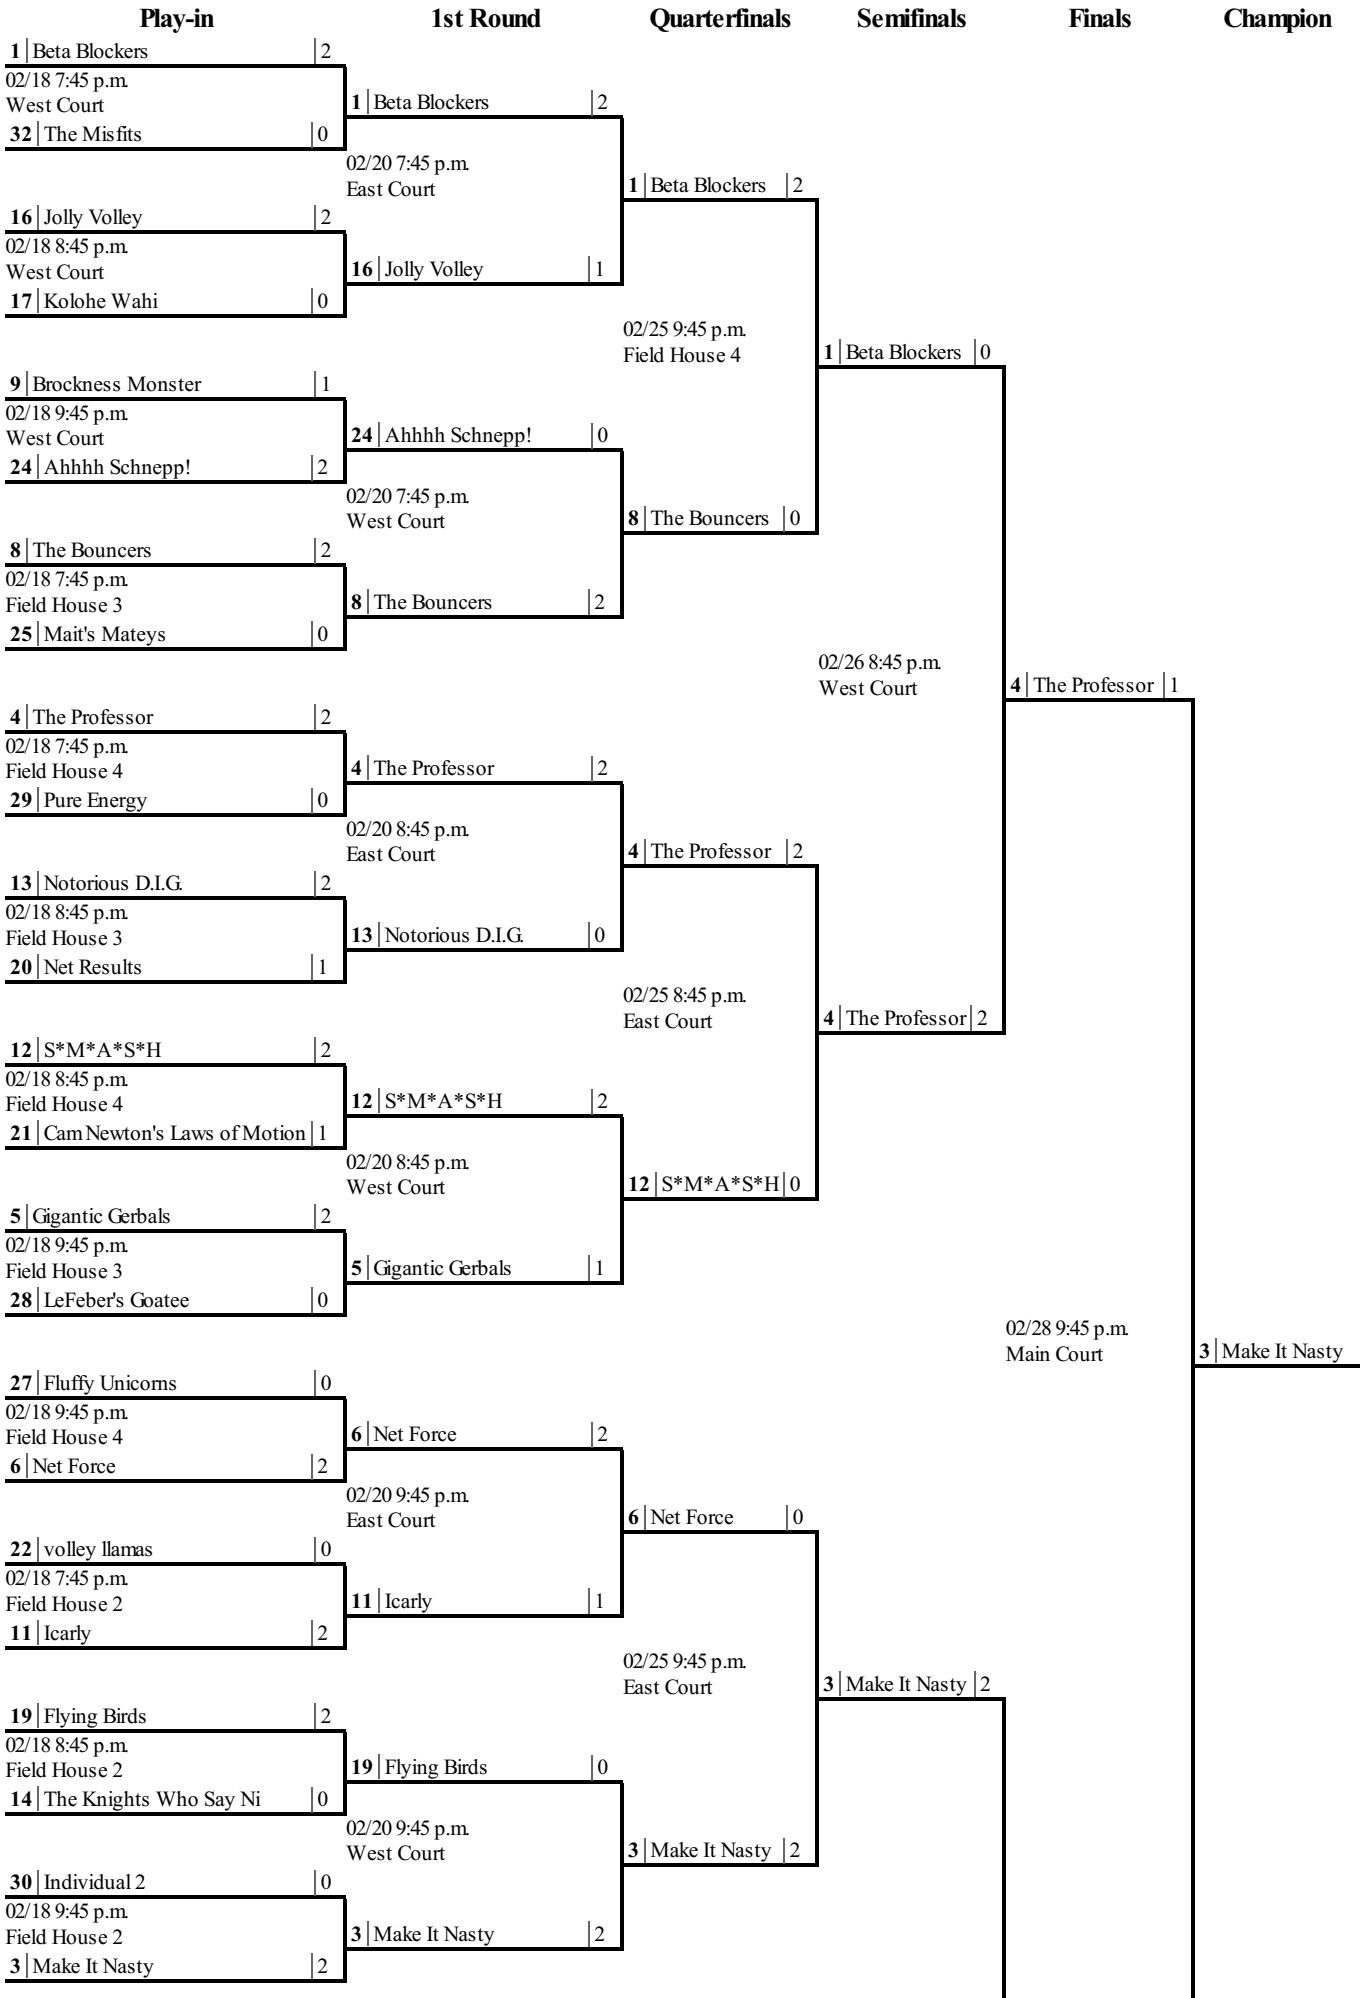 Play-in 1st Round Quarterfinals Semifinals Finals Champion
1 Beta Blockers 2
02/18 7:45 p.m.
West Court
32 The Misfits 0
16 Jolly Volley 2
02/18 8:45 p.m.
West Court
17 Kolohe Wahi 0
9 Brockness Monster 1
02/18 9:45 p.m.
West Court
24 Ahhhh Schnepp! 2
8 The Bouncers 2
02/18 7:45 p.m.
Field House 3
25 Mait's Mateys 0
4 The Professor 2
02/18 7:45 p.m.
Field House 4
29 Pure Energy 0
13 Notorious D.I.G. 2
02/18 8:45 p.m.
Field House 3
20 Net Results 1
12 S*M*A*S*H 2
02/18 8:45 p.m.
Field House 4
21 Cam Newton's Laws of Motion 1
5 Gigantic Gerbals 2
02/18 9:45 p.m.
Field House 3
28 LeFeber's Goatee 0
27 Fluffy Unicorns 0
02/18 9:45 p.m.
Field House 4
6 Net Force 2
22 volley llamas 0
02/18 7:45 p.m.
Field House 2
11 Icarly 2
19 Flying Birds 2
02/18 8:45 p.m.
Field House 2
14 The Knights Who Say Ni 0
30 Individual 2 0
02/18 9:45 p.m.
Field House 2
3 Make It Nasty 2
1 Beta Blockers 2
02/20 7:45 p.m.
East Court
16 Jolly Volley 1
24 Ahhhh Schnepp! 0
02/20 7:45 p.m.
West Court
8 The Bouncers 2
4 The Professor 2
02/20 8:45 p.m.
East Court
13 Notorious D.I.G. 0
12 S*M*A*S*H 2
02/20 8:45 p.m.
West Court
5 Gigantic Gerbals 1
6 Net Force 2
02/20 9:45 p.m.
East Court
11 Icarly 1
19 Flying Birds 0
02/20 9:45 p.m.
West Court
3 Make It Nasty 2
1 Beta Blockers 2
02/25 9:45 p.m.
Field House 4
8 The Bouncers 0
4 The Professor 2
02/25 8:45 p.m.
East Court
12 S*M*A*S*H 0
6 Net Force 0
02/25 9:45 p.m.
East Court
3 Make It Nasty 2
1 Beta Blockers 0
02/26 8:45 p.m.
West Court
4 The Professor 2
3 Make It Nasty 2
4 The Professor 1
02/28 9:45 p.m.
Main Court
3 Make It Nasty